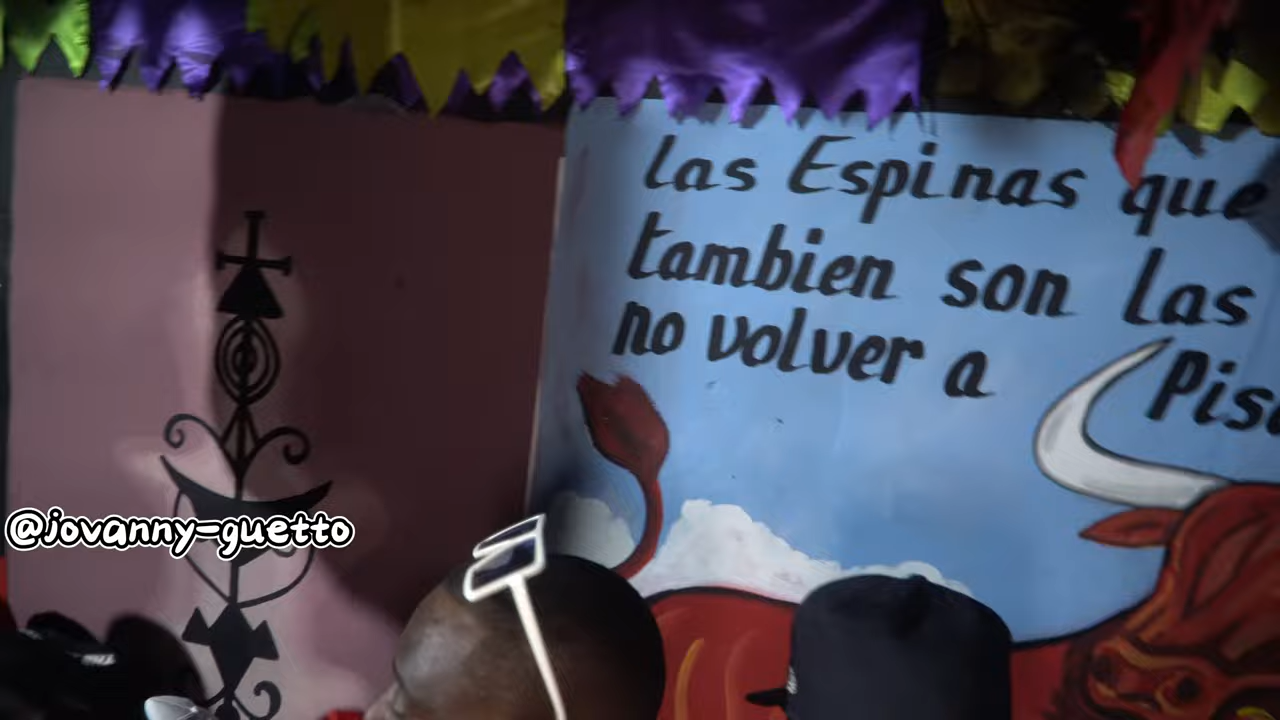 las Espinas que
tambien son las
no volver a
@jovanny-guetto